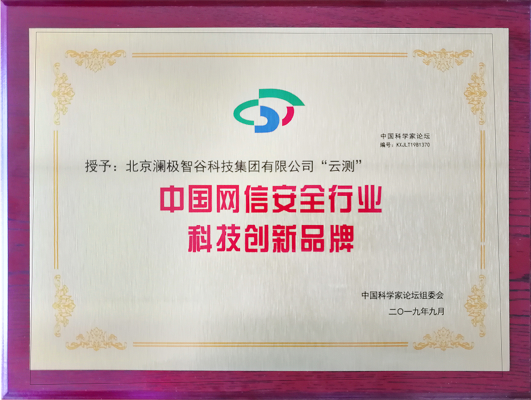 中国科学家论坛
编号：KXJLT1981370
授予：北京澜极智谷科技集团有限公司“云测”
中国网信安全行业
科技创新品牌
中国科学家论坛组委会
二〇一九年九月